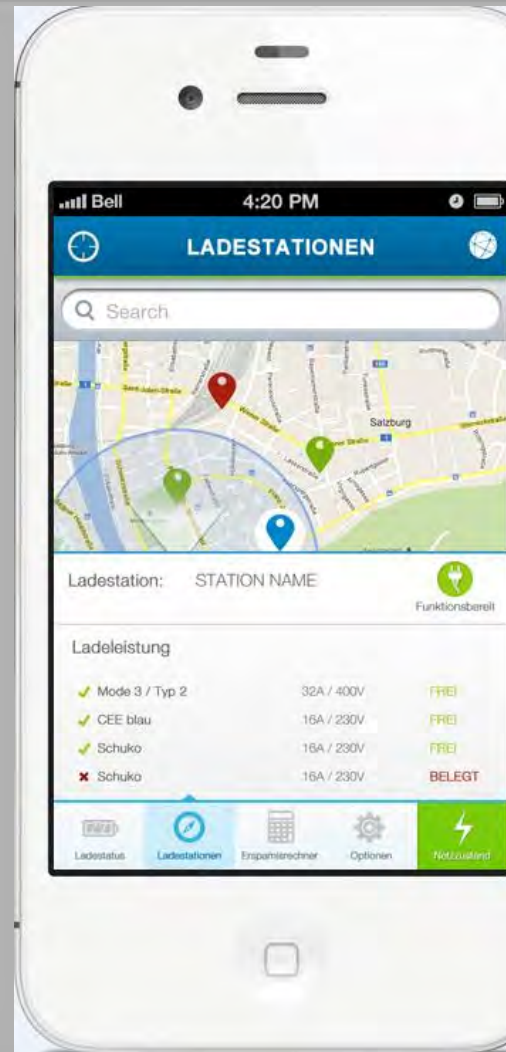 Bell 4:20 PM
LADESTATIONEN
Search
Salzburg
Ladestation: STATION NAME
Funktionsbereit
Ladeleistung
Mode 3 / Typ 2 32A / 400V FREI
CEE blau 16A / 230V FREI
Schuko 16A / 230V FREI
Schuko 16A / 230V BELEGT
Ladestatus Ladestationen Ersparnisrechner Optionen Netzzustand